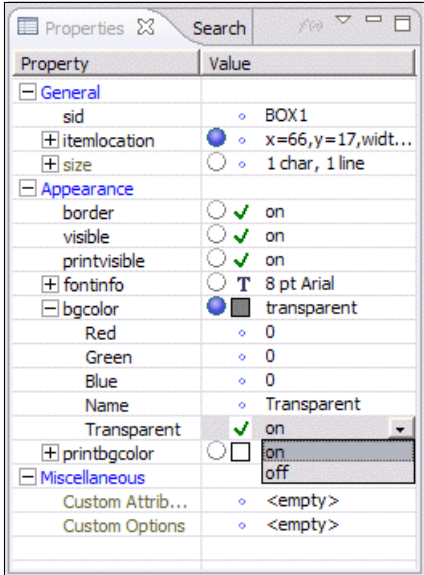 Properties Search f(x)
Property Value
General
sid BOX1
itemlocation x=66,y=17,widt...
size 1 char, 1 line
Appearance
border on
visible on
printvisible on
fontinfo T 8 pt Arial
bgcolor transparent
Red 0
Green 0
Blue 0
Name Transparent
Transparent on
printbgcolor on
off
Miscellaneous
Custom Attrib... <empty>
Custom Options <empty>